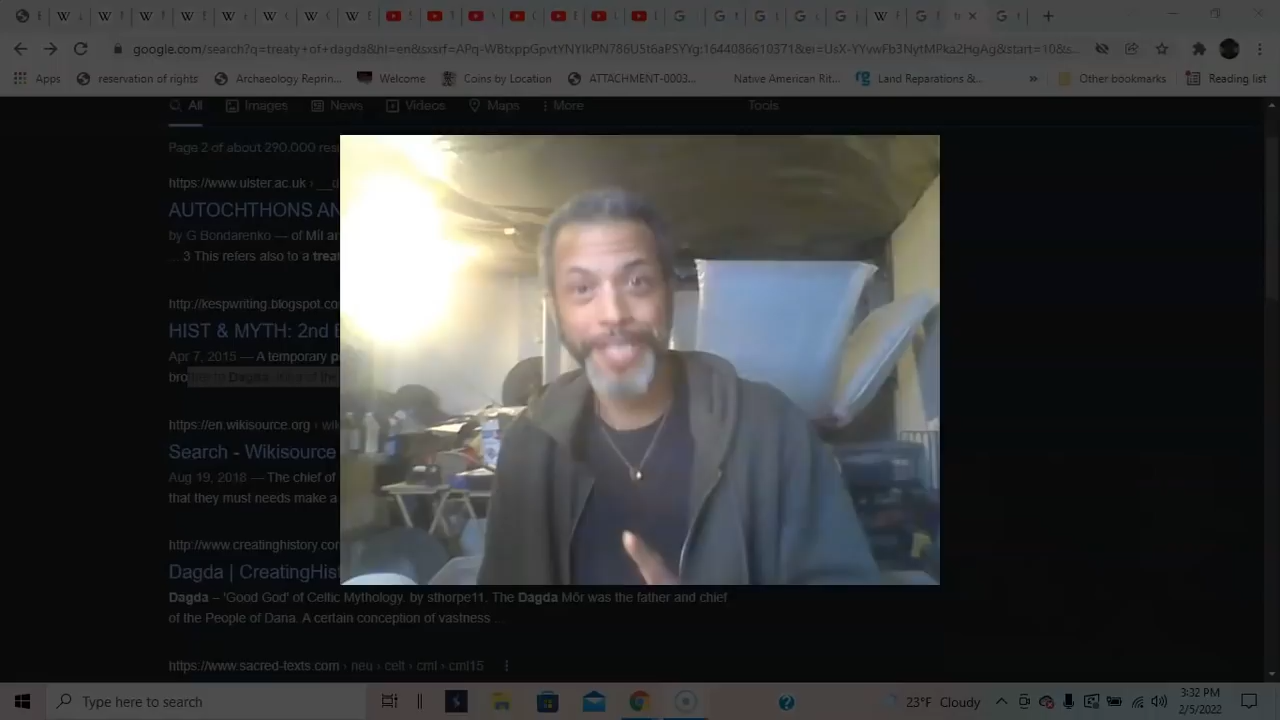 google.com/search?q=treaty+of+dagda&hl=en&sxsrf=APq-WBtxppGpvtYNYIkPN786U5t6aPSYYg:1644086610371&ei=UsX-YYvwFb3NytMPka2HgAg&start=10&s...
Apps
reservation of rights
Archaeology Reprin...
Welcome
Coins by Location
ATTACHMENT-0003...
Native American Rit...
Land Reparations &...
»
Other bookmarks
Reading list
All
Images
News
Videos
Maps
More
Tools
Page 2 of about 290,000
https://www.ulster.ac.uk ›
AUTOCHTHONS
by G Bondarenko — of Míl
... 3 This refers also to a
http://kespwriting.blogspot.co
HIST & MYTH: 2nd
Apr 7, 2015 — A temporary
https://en.wikisource.org ›
Search - Wikisource
Aug 19, 2018 — The chief of
that they must needs make a
http://www.creatinghistory.co
Dagda | CreatingHis
Dagda – 'Good God' of Celtic Mythology. by sthorpe11. The Dagda Mór was the father and chief
of the People of Dana. A certain conception of vastness ...
https://www.sacred-texts.com › neu › celt › cml › cml15
Type here to search
23°F Cloudy
3:32 PM
2/5/2022